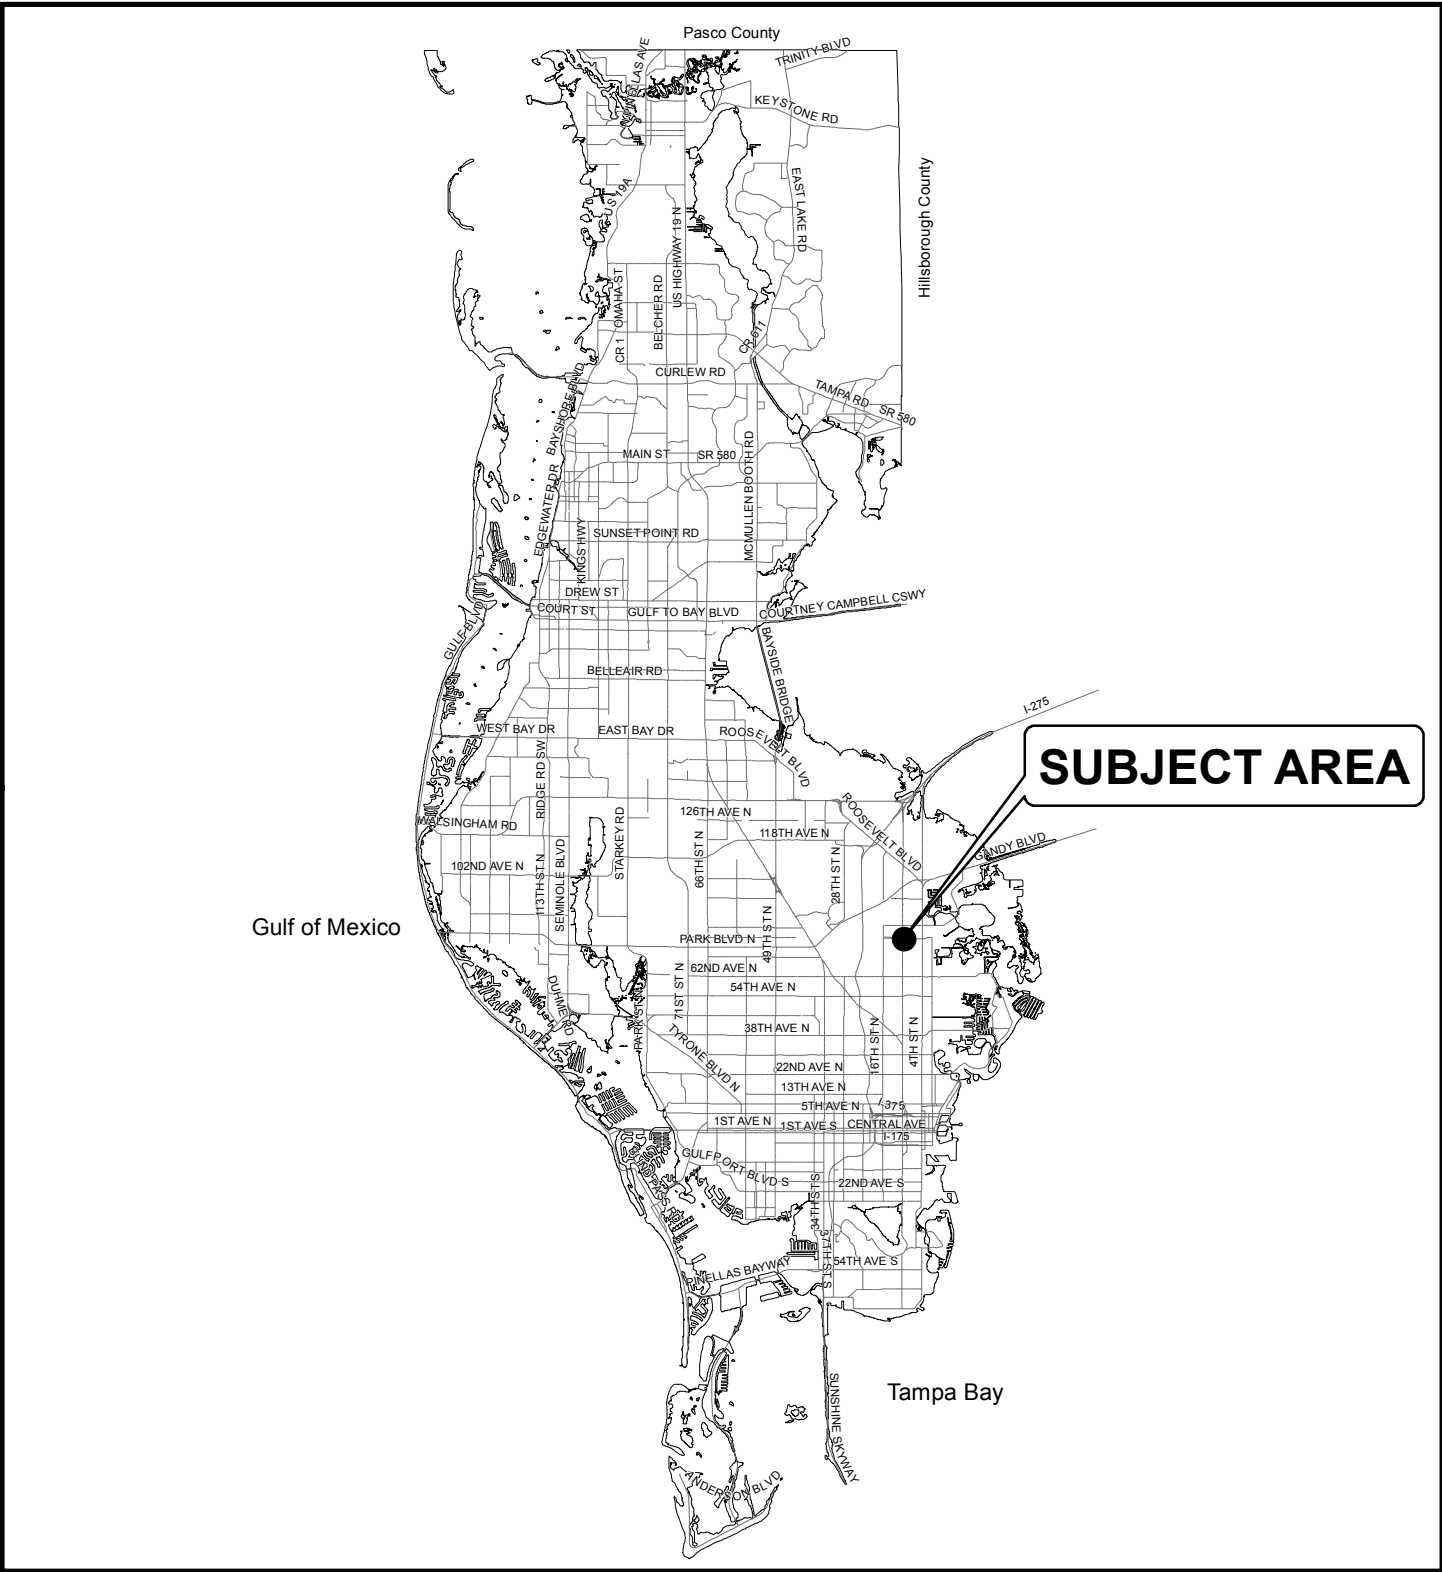 Pasco County
PINELLAS AVE
TRINITY BLVD
KEYSTONE RD
Hillsborough County
EAST LAKE RD
US 19A
US HIGHWAY 19 N
OMAHA ST
CR 1
BELCHER RD
CR 611
CURLEW RD
TAMPA RD
SR 580
BAYSHORE BLVD
MAIN ST
SR 580
MCMULLEN BOOTH RD
EDGEWATER DR
KINGS HWY
SUNSET POINT RD
DREW ST
COURT ST
GULF TO BAY BLVD
COURTNEY CAMPBELL CSWY
GULF BLVD
BAYSIDE BRIDGE
BELLEAIR RD
I-275
WEST BAY DR
EAST BAY DR
ROOSEVELT BLVD
SUBJECT AREA
RIDGE RD SW
126TH AVE N
ROOSEVELT BLVD
WALSINGHAM RD
118TH AVE N
STARKEY RD
GANDY BLVD
66TH ST N
28TH ST N
102ND AVE N
113TH ST N
SEMINOLE BLVD
Gulf of Mexico
49TH ST N
PARK BLVD N
62ND AVE N
71ST ST N
54TH AVE N
DUHME RD
PARK ST N
38TH AVE N
16TH ST N
4TH ST N
TYRONE BLVD N
22ND AVE N
13TH AVE N
5TH AVE N
I-375
1ST AVE N
1ST AVE S
CENTRAL AVE
I-175
GULFPORT BLVD S
22ND AVE S
34TH ST S
37TH ST S
54TH AVE S
PINELLAS BAYWAY
Tampa Bay
SUNSHINE SKYWAY
ANDERSON BLVD